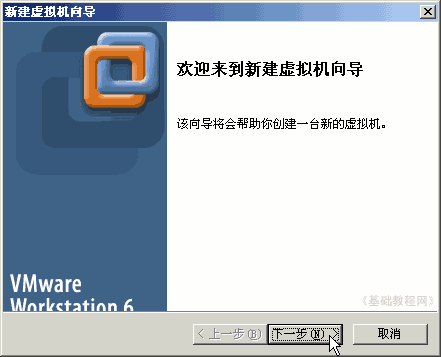 新建虚拟机向导
欢迎来到新建虚拟机向导
该向导将会帮助你创建一台新的虚拟机。
VMware
Workstation 6
(基础教程网)
< 上一步(B)
下一步(N) >
取消